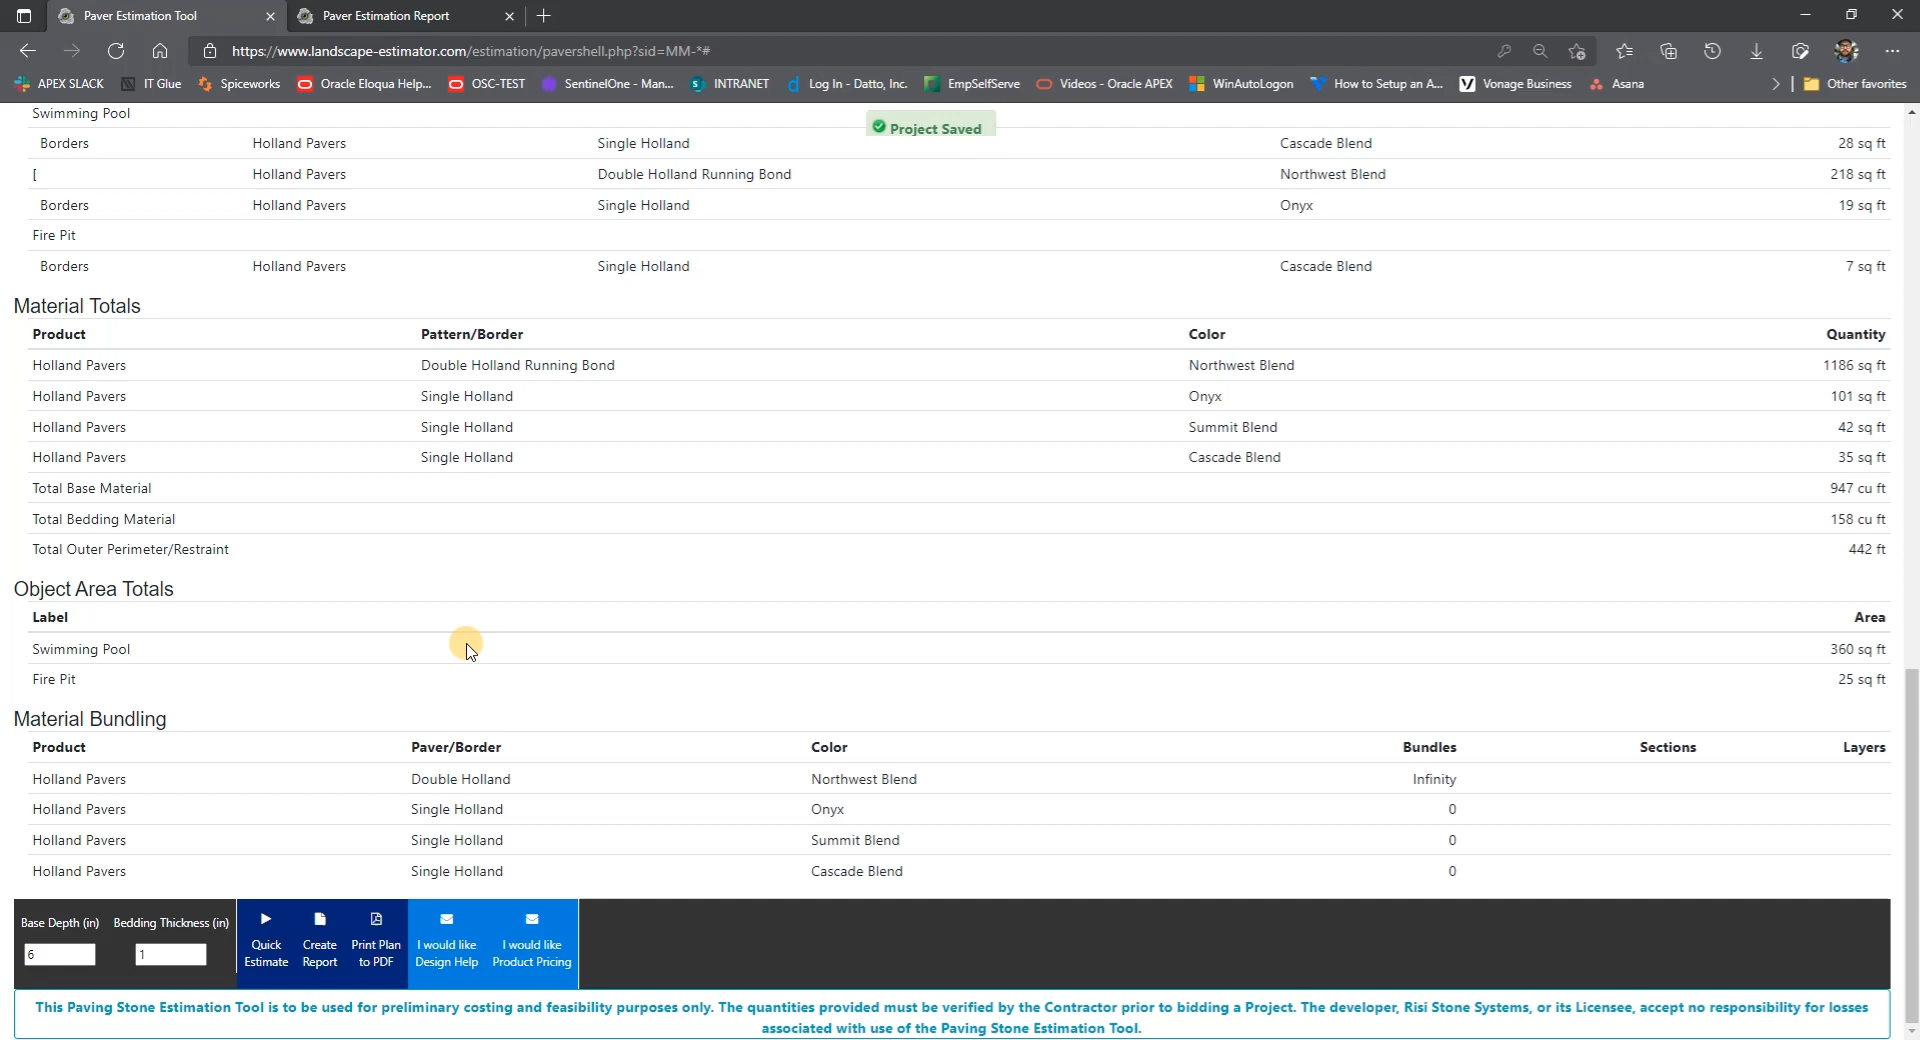 Paver Estimation Tool
Paver Estimation Report
https://www.landscape-estimator.com/estimation/pavershell.php?sid=MM-*#
APEX SLACK IT Glue Spiceworks Oracle Eloqua Help... OSC-TEST SentinelOne - Man... INTRANET Log In - Datto, Inc. EmpSelfServe Videos - Oracle APEX WinAutoLogon How to Setup an A... Vonage Business Asana Other favorites
Swimming Pool
Project Saved
Borders Holland Pavers Single Holland Cascade Blend 28 sq ft
[ Holland Pavers Double Holland Running Bond Northwest Blend 218 sq ft
Borders Holland Pavers Single Holland Onyx 19 sq ft
Fire Pit
Borders Holland Pavers Single Holland Cascade Blend 7 sq ft
Material Totals
Product Pattern/Border Color Quantity
Holland Pavers Double Holland Running Bond Northwest Blend 1186 sq ft
Holland Pavers Single Holland Onyx 101 sq ft
Holland Pavers Single Holland Summit Blend 42 sq ft
Holland Pavers Single Holland Cascade Blend 35 sq ft
Total Base Material 947 cu ft
Total Bedding Material 158 cu ft
Total Outer Perimeter/Restraint 442 ft
Object Area Totals
Label Area
Swimming Pool 360 sq ft
Fire Pit 25 sq ft
Material Bundling
Product Paver/Border Color Bundles Sections Layers
Holland Pavers Double Holland Northwest Blend Infinity
Holland Pavers Single Holland Onyx 0
Holland Pavers Single Holland Summit Blend 0
Holland Pavers Single Holland Cascade Blend 0
Base Depth (in) Bedding Thickness (in)
6 1
Quick Estimate
Create Report
Print Plan to PDF
I would like Design Help
I would like Product Pricing
This Paving Stone Estimation Tool is to be used for preliminary costing and feasibility purposes only. The quantities provided must be verified by the Contractor prior to bidding a Project. The developer, Risi Stone Systems, or its Licensee, accept no responsibility for losses
associated with use of the Paving Stone Estimation Tool.